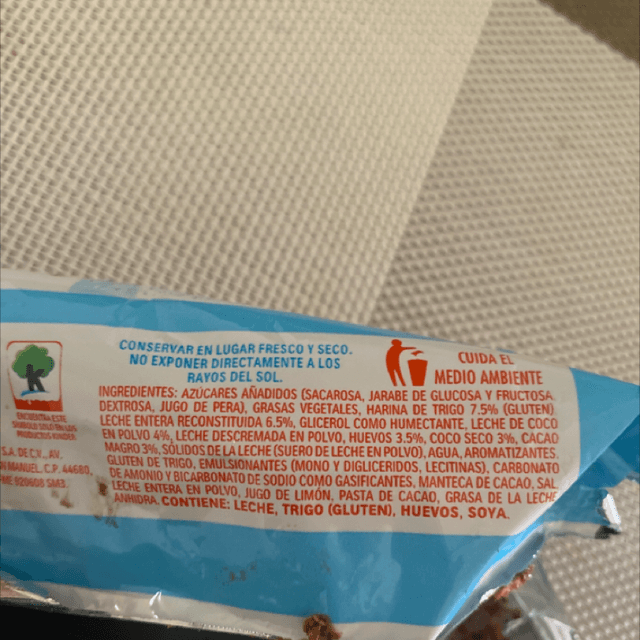 CONSERVAR EN LUGAR FRESCO Y SECO.
NO EXPONER DIRECTAMENTE A LOS
RAYOS DEL SOL.
CUIDA EL
MEDIO AMBIENTE
INGREDIENTES: AZÚCARES AÑADIDOS (SACAROSA, JARABE DE GLUCOSA Y FRUCTOSA,
DEXTROSA, JUGO DE PERA), GRASAS VEGETALES, HARINA DE TRIGO 7.5% (GLUTEN),
LECHE ENTERA RECONSTITUIDA 6.5%, GLICEROL COMO HUMECTANTE, LECHE DE COCO
EN POLVO 4%, LECHE DESCREMADA EN POLVO, HUEVOS 3.5%, COCO SECO 3%, CACAO
MAGRO 3%, SÓLIDOS DE LA LECHE (SUERO DE LECHE EN POLVO), AGUA, AROMATIZANTES,
GLUTEN DE TRIGO, EMULSIONANTES (MONO Y DIGLICERIDOS, LECITINAS), CARBONATO
DE AMONIO Y BICARBONATO DE SODIO COMO GASIFICANTES, MANTECA DE CACAO, SAL,
LECHE ENTERA EN POLVO, JUGO DE LIMÓN, PASTA DE CACAO, GRASA DE LA LECHE
ANHIDRA. CONTIENE: LECHE, TRIGO (GLUTEN), HUEVOS, SOYA.
ENCUENTRA ESTE
PRODUCTOS KINDER
S.A. DE C.V., AV.
MANUEL, C.P. 44680,